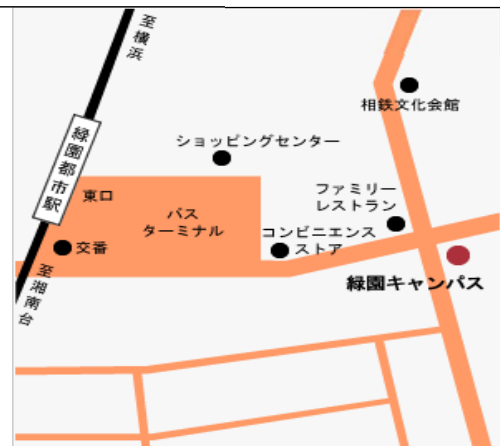 至横浜
相鉄文化会館
ショッピングセンター
緑園都市駅
東口
バス
ターミナル
ファミリー
レストラン
コンビニエンス
ストア
交番
緑園キャンパス
至湘南台